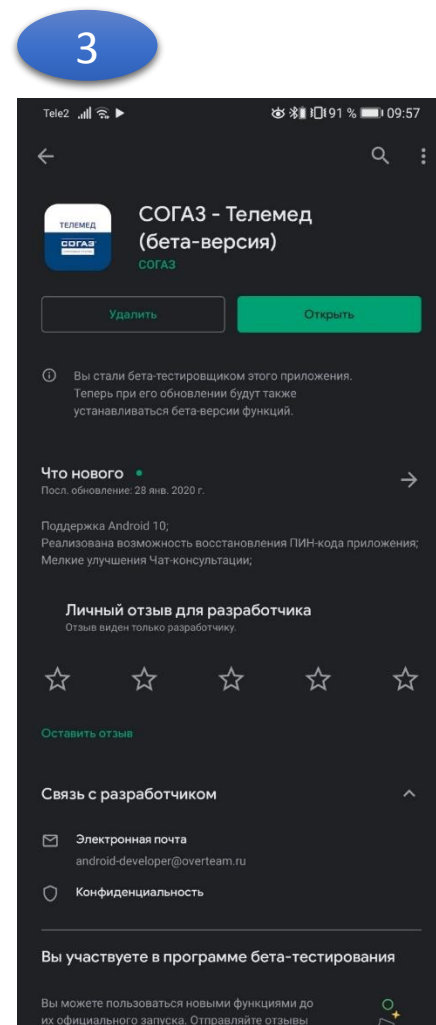 3
Tele2 91 % 09:57
ТЕЛЕМЕД
СОГАЗ
СОГАЗ - Телемед
(бета-версия)
СОГАЗ
Удалить Открыть
Вы стали бета-тестировщиком этого приложения.
Теперь при его обновлении будут также
устанавливаться бета-версии функций.
Что нового
Посл. обновление: 28 янв. 2020 г.
Поддержка Android 10;
Реализована возможность восстановления ПИН-кода приложения;
Мелкие улучшения Чат-консультации;
Личный отзыв для разработчика
Отзыв виден только разработчику.
Оставить отзыв
Связь с разработчиком
Электронная почта
android-developer@overteam.ru
Конфиденциальность
Вы участвуете в программе бета-тестирования
Вы можете пользоваться новыми функциями до
их официального запуска. Отправляйте отзывы